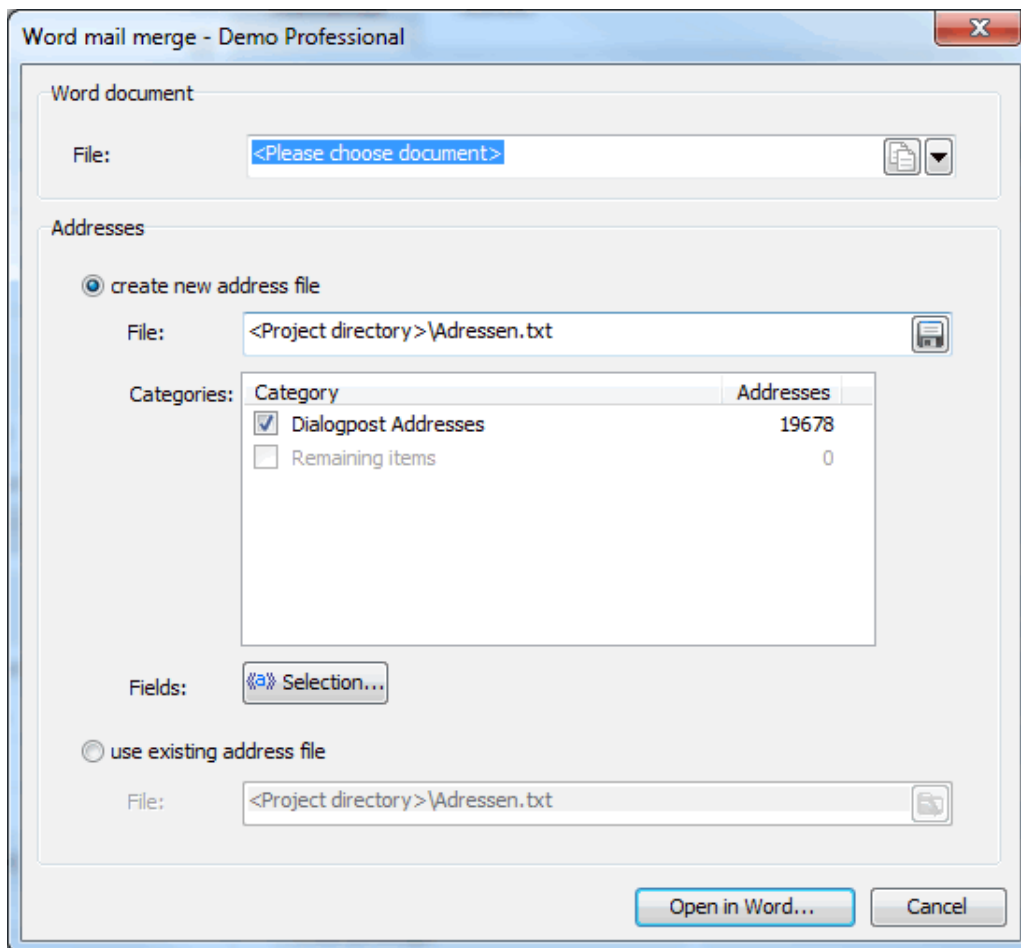 Word mail merge - Demo Professional
Word document
File: <Please choose document>
Addresses
create new address file
File: <Project directory>\Adressen.txt
Categories: Category Addresses
Dialogpost Addresses 19678
Remaining items 0
Fields: «a» Selection...
use existing address file
File: <Project directory>\Adressen.txt
Open in Word... Cancel